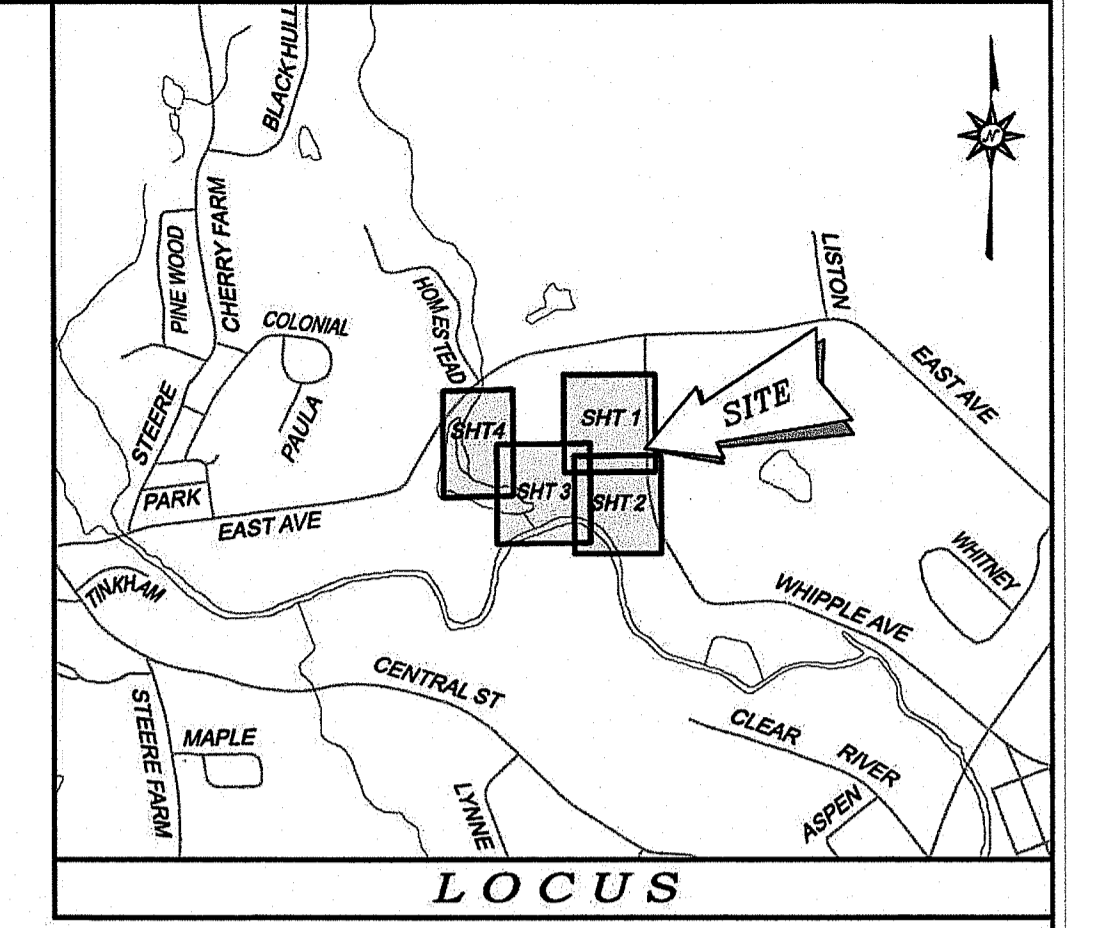 BLACK HUL
N
PINE WOOD
CHERRY FARM
COLONIAL
HOMESTEAD
LISTON
STEERE
PAULA
EAST AVE
SITE
SHT 1
SHT4
SHT 3
SHT 2
PARK
EAST AVE
TINKHAM
WHITNEY
WHIPPLE AVE
CENTRAL ST
STEERE FARM
MAPLE
CLEAR RIVER
LYNNE
ASPEN
LOCUS